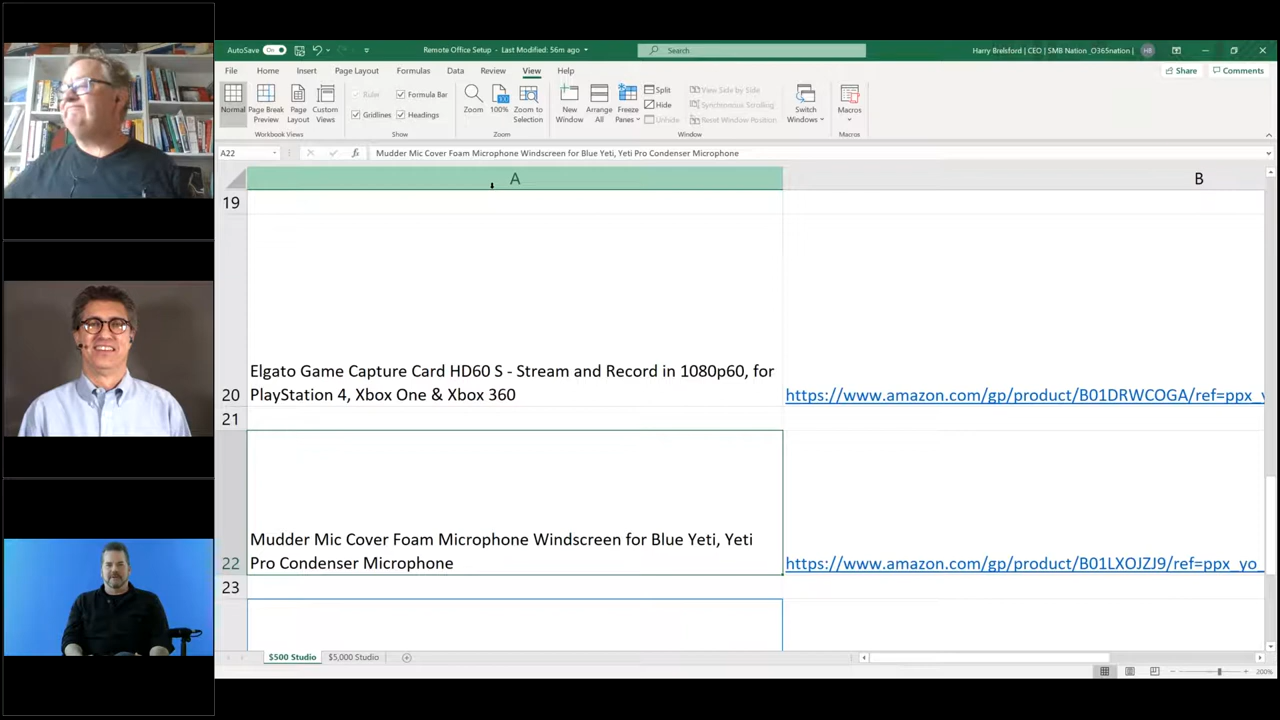 AutoSave
On
Remote Office Setup - Last Modified: 56m ago
Search
Harry Brelsford | CEO | SMB Nation_O365nation |
HB
File Home Insert Page Layout Formulas Data Review View Help
Share
Comments
Normal
Page Break
Preview
Page
Layout
Custom
Views
Workbook Views
Ruler
Formula Bar
Gridlines
Headings
Show
Zoom
100
100%
Zoom to
Selection
Zoom
New
Window
Arrange
All
Freeze
Panes
Split
Hide
Unhide
View Side by Side
Synchronous Scrolling
Reset Window Position
Window
Switch
Windows
Macros
Macros
A22
fx
Mudder Mic Cover Foam Microphone Windscreen for Blue Yeti, Yeti Pro Condenser Microphone
A
B
19
Elgato Game Capture Card HD60 S - Stream and Record in 1080p60, for
PlayStation 4, Xbox One & Xbox 360
20
https://www.amazon.com/gp/product/B01DRWCOGA/ref=ppx_
21
Mudder Mic Cover Foam Microphone Windscreen for Blue Yeti, Yeti
Pro Condenser Microphone
22
https://www.amazon.com/gp/product/B01LXOJZJ9/ref=ppx_yo_
23
$500 Studio
$5,000 Studio
200%